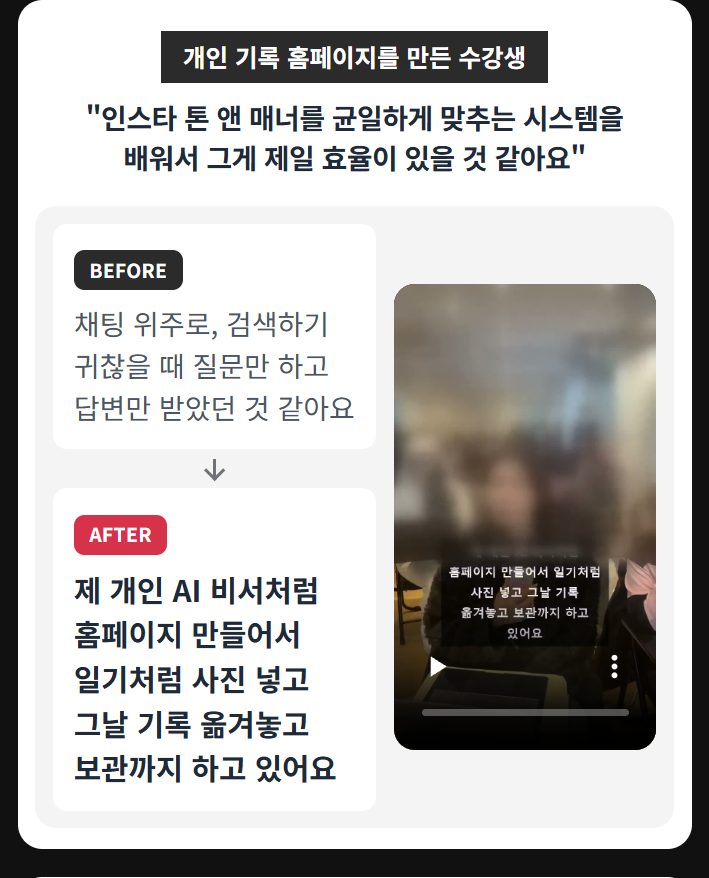 개인 기록 홈페이지를 만든 수강생
"인스타 톤 앤 매너를 균일하게 맞추는 시스템을
배워서 그게 제일 효율이 있을 것 같아요"
BEFORE
채팅 위주로, 검색하기
귀찮을 때 질문만 하고
답변만 받았던 것 같아요
AFTER
제 개인 AI 비서처럼
홈페이지 만들어서
일기처럼 사진 넣고
그날 기록 옮겨놓고
보관까지 하고 있어요
홈페이지 만들어서 일기처럼
사진 넣고 그날 기록
옮겨놓고 보관까지 하고
있어요